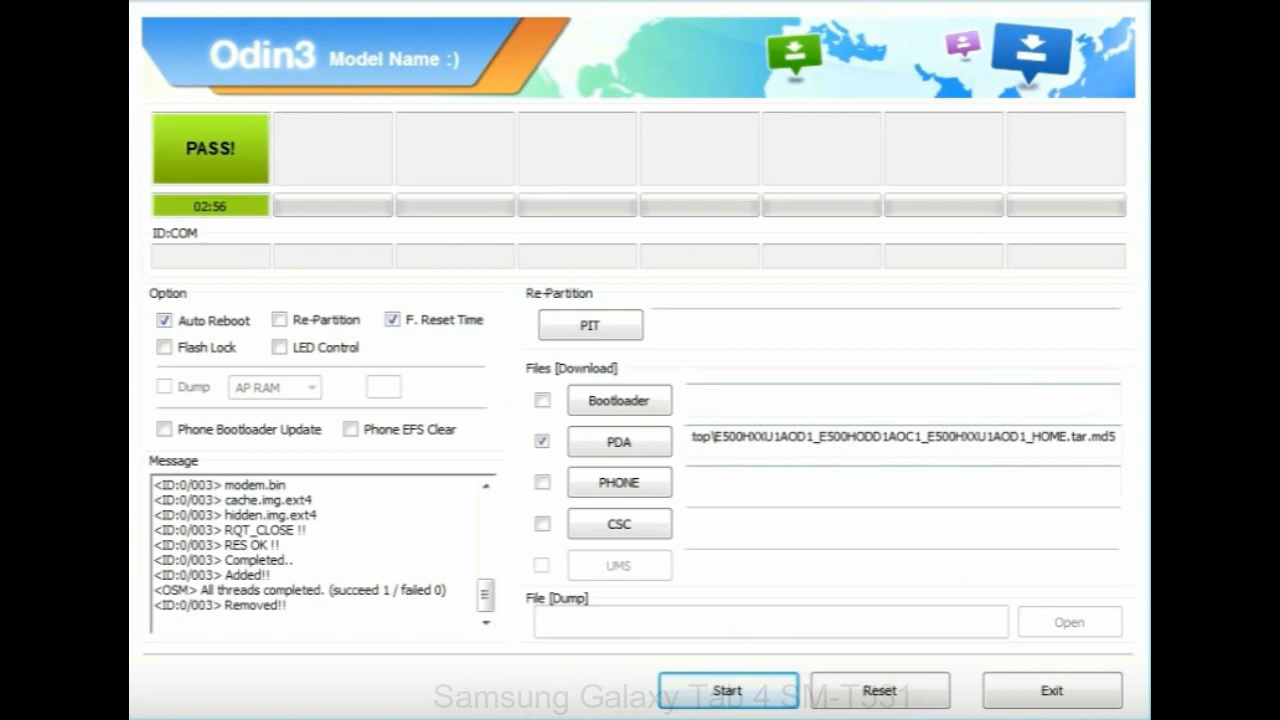 Odin3 Model Name :)
PASS!
02:56
ID:COM
Option
Auto Reboot Re-Partition F. Reset Time
Flash Lock LED Control
Dump AP RAM
Phone Bootloader Update Phone EFS Clear
Message
<ID:0/003> modem.bin
<ID:0/003> cache.img.ext4
<ID:0/003> hidden.img.ext4
<ID:0/003> RQT_CLOSE !!
<ID:0/003> RES OK !!
<ID:0/003> Completed..
<ID:0/003> Added!!
<OSM> All threads completed. (succeed 1 / failed 0)
<ID:0/003> Removed!!
Re-Partition
PIT
Files [Download]
Bootloader
PDA top\E500HXXU1AOD1_E500HODD1AOC1_E500HXXU1AOD1_HOME.tar.md5
PHONE
CSC
UMS
File [Dump]
Open
Start Reset Exit
Samsung Galaxy Tab 4 SM-T531